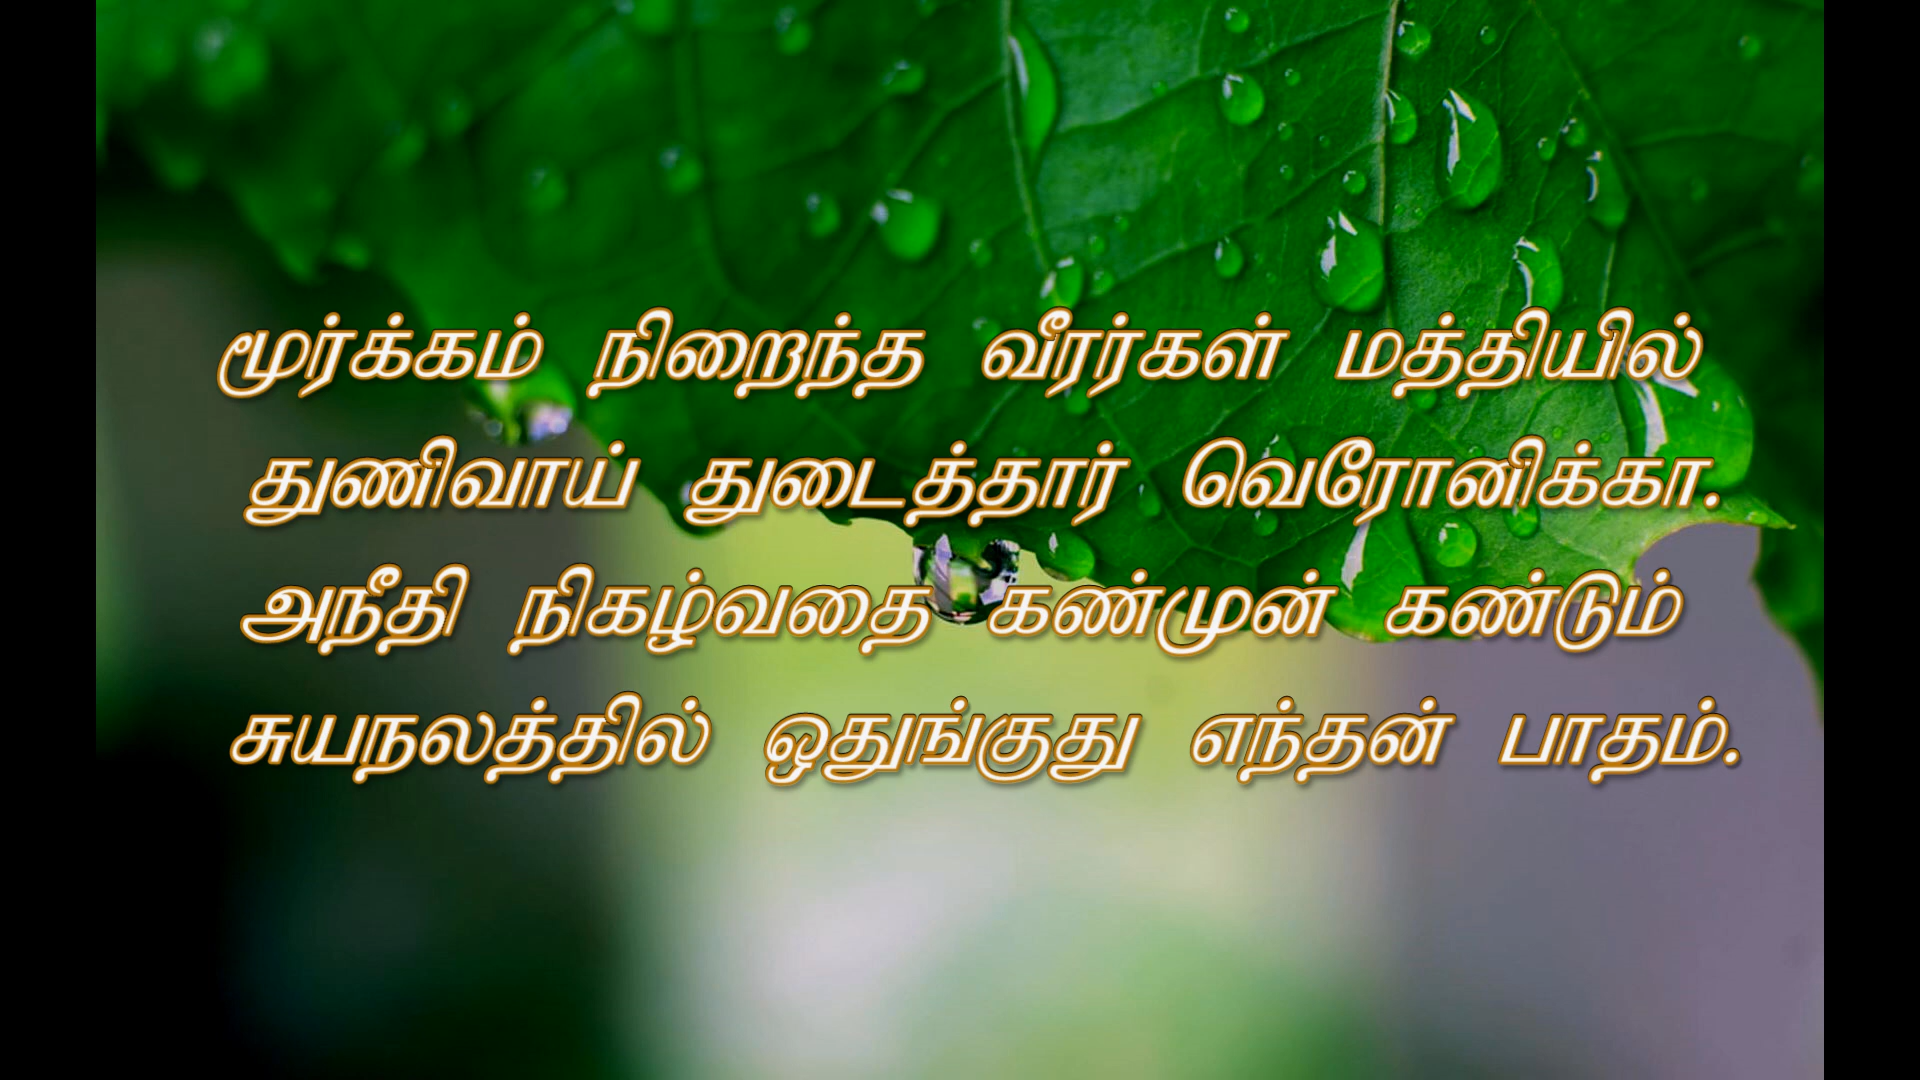 மூர்க்கம் நிறைந்த வீரர்கள் மத்தியில்
துணிவாய் துடைத்தார் வெரோனிக்கா.
அநீதி நிகழ்வதை கண்முன் கண்டும்
சுயநலத்தில் ஒதுங்குது எந்தன் பாதம்.